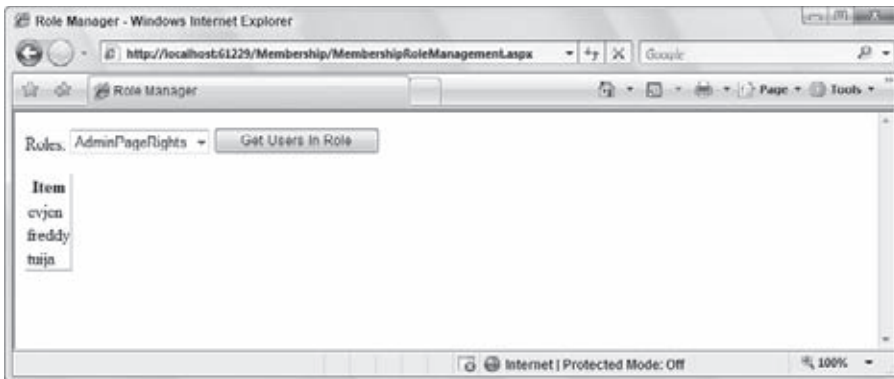 Role Manager - Windows Internet Explorer
http://localhost:61229/Membership/MembershipRoleManagement.aspx
Google
Role Manager
Page
Tools
Roles: AdminPageRights Get Users In Role
Item
evjen
freddy
tuija
Internet | Protected Mode: Off
100%